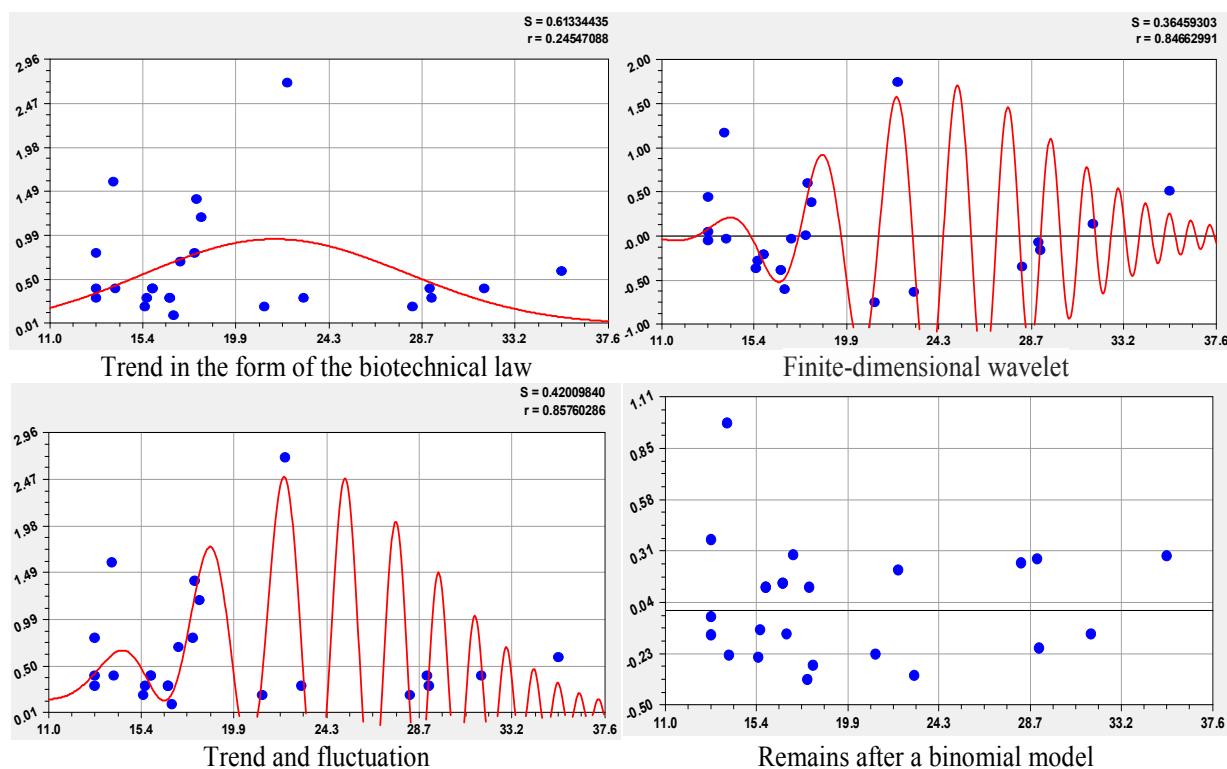 S = 0.61334435
r = 0.24547088
2.96
2.47
1.98
1.49
0.99
0.50
0.01
11.0 15.4 19.9 24.3 28.7 33.2 37.6
Trend in the form of the biotechnical law
S = 0.36459303
r = 0.84662991
2.00
1.50
1.00
0.50
-0.00
-0.50
-1.00
11.0 15.4 19.9 24.3 28.7 33.2 37.6
Finite-dimensional wavelet
S = 0.42009840
r = 0.85760286
2.96
2.47
1.98
1.49
0.99
0.50
0.01
11.0 15.4 19.9 24.3 28.7 33.2 37.6
Trend and fluctuation
1.11
0.85
0.58
0.31
0.04
-0.23
-0.50
11.0 15.4 19.9 24.3 28.7 33.2 37.6
Remains after a binomial model